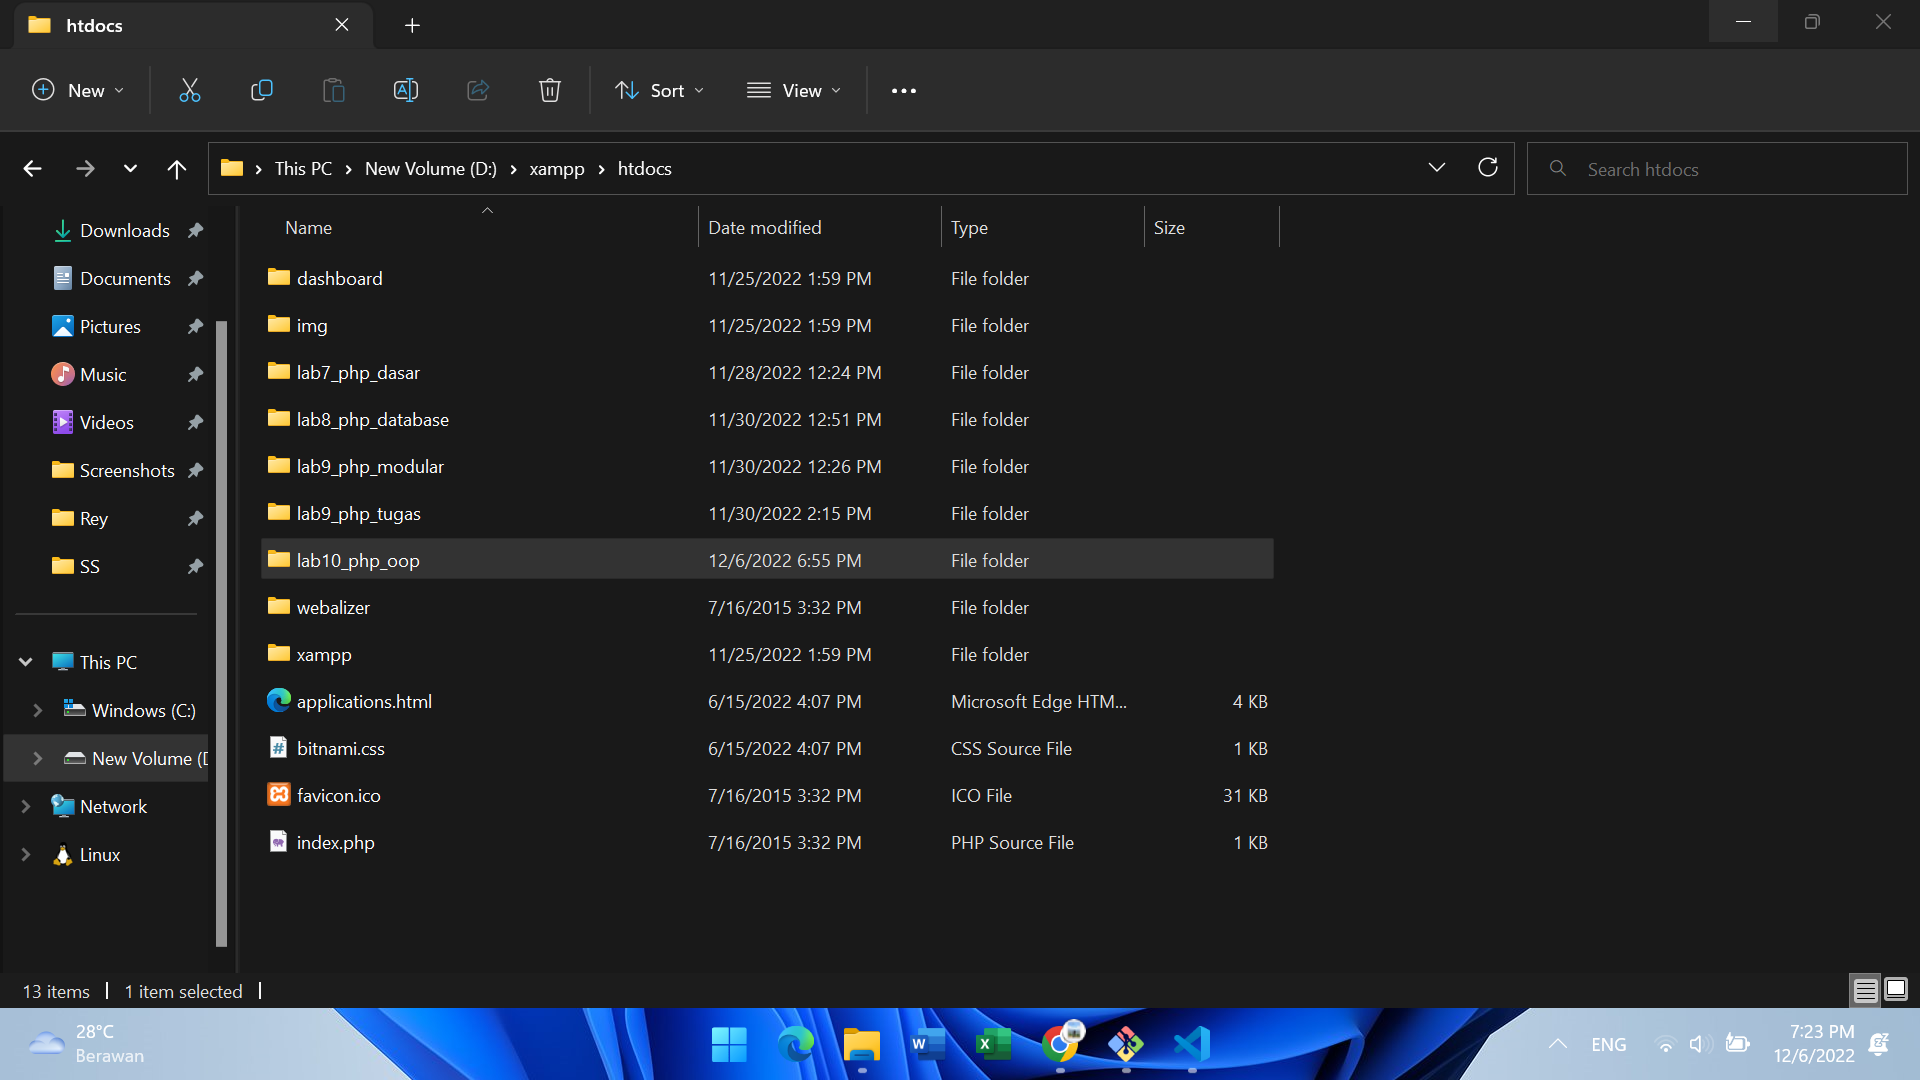 htdocs
New
Sort
View
This PC
New Volume (D:)
xampp
htdocs
Search htdocs
Downloads
Documents
Pictures
Music
Videos
Screenshots
Rey
SS
This PC
Windows (C:)
New Volume (D
Network
Linux
Name Date modified Type Size
dashboard 11/25/2022 1:59 PM File folder
img 11/25/2022 1:59 PM File folder
lab7_php_dasar 11/28/2022 12:24 PM File folder
lab8_php_database 11/30/2022 12:51 PM File folder
lab9_php_modular 11/30/2022 12:26 PM File folder
lab9_php_tugas 11/30/2022 2:15 PM File folder
lab10_php_oop 12/6/2022 6:55 PM File folder
webalizer 7/16/2015 3:32 PM File folder
xampp 11/25/2022 1:59 PM File folder
applications.html 6/15/2022 4:07 PM Microsoft Edge HTM... 4 KB
bitnami.css 6/15/2022 4:07 PM CSS Source File 1 KB
favicon.ico 7/16/2015 3:32 PM ICO File 31 KB
index.php 7/16/2015 3:32 PM PHP Source File 1 KB
13 items
1 item selected
28°C
Berawan
ENG
7:23 PM
12/6/2022